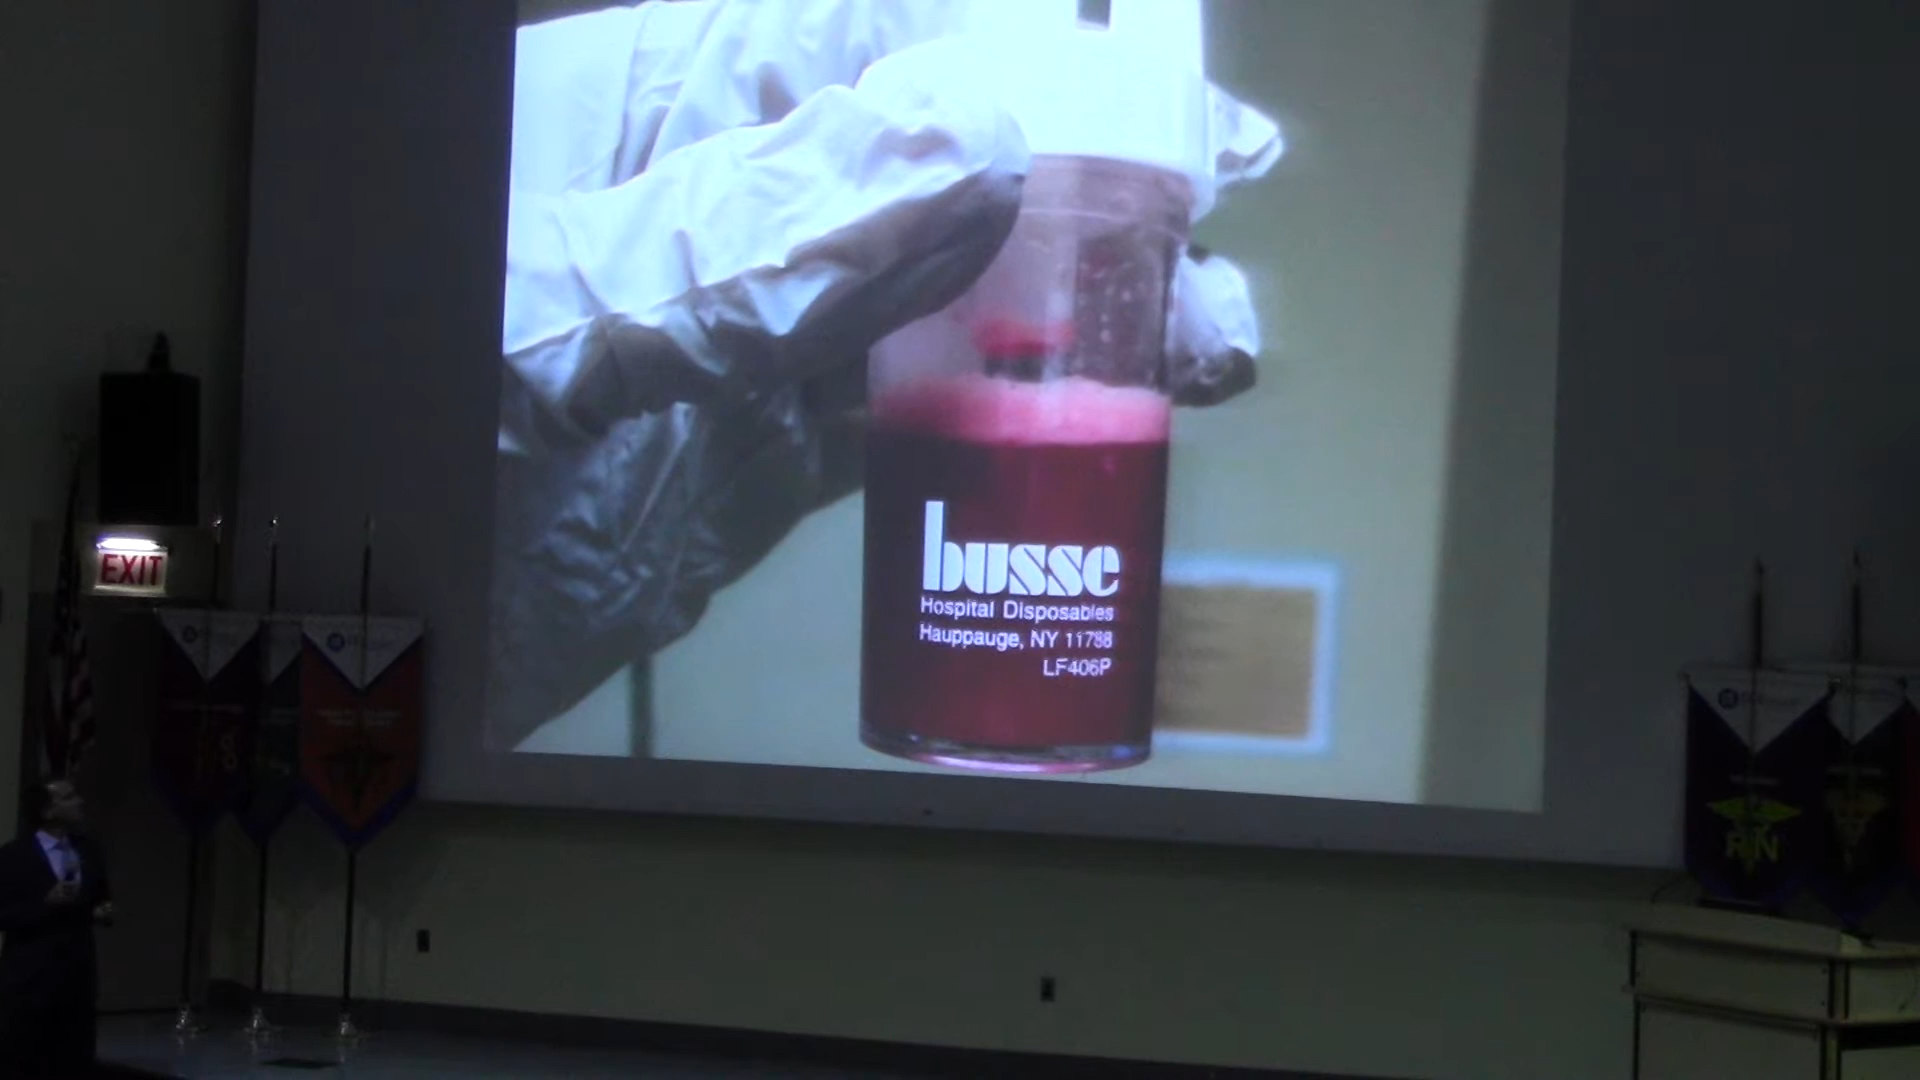 busse
Hospital Disposables
Hauppauge, NY 11788
LF406P
EXIT
RN